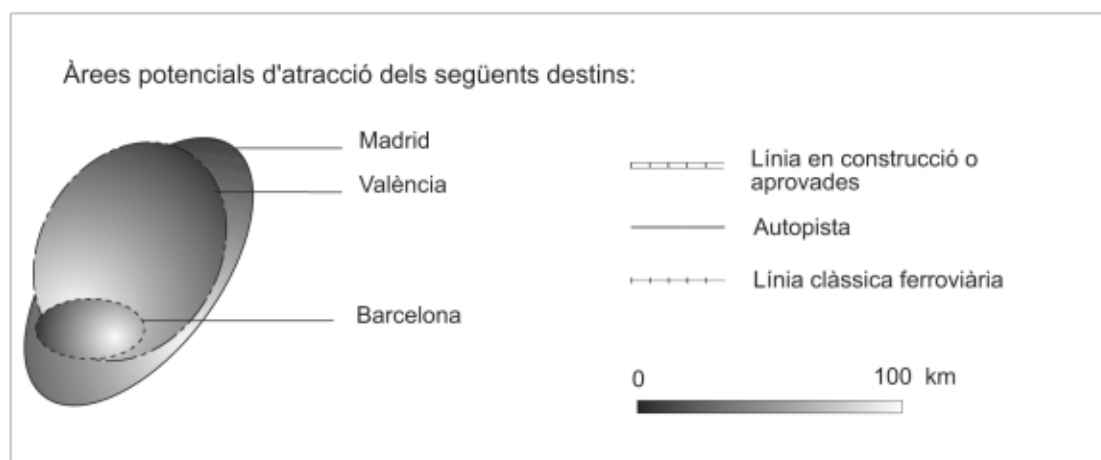 Àrees potencials d'atracció dels següents destins:
Madrid
València
Barcelona
Línia en construcció o
aprovades
Autopista
Línia clàssica ferroviària
0 100 km